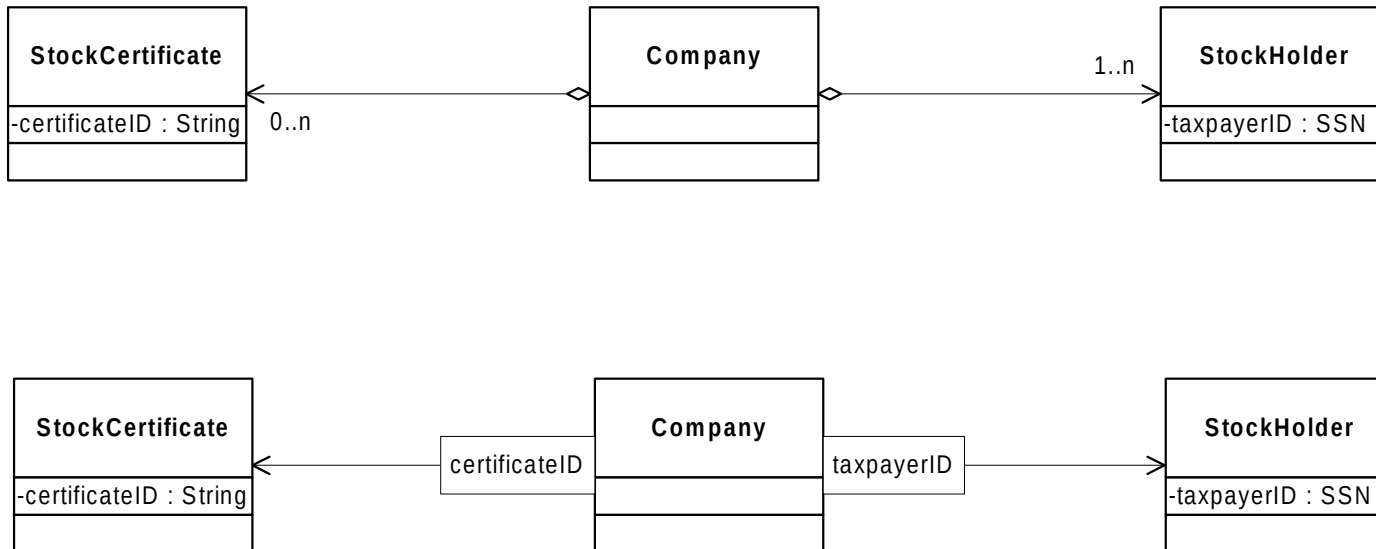 StockCertificate
-certificateID : String
0..n
Company
1..n
StockHolder
-taxpayerID : SSN
StockCertificate
-certificateID : String
certificateID
Company
taxpayerID
StockHolder
-taxpayerID : SSN